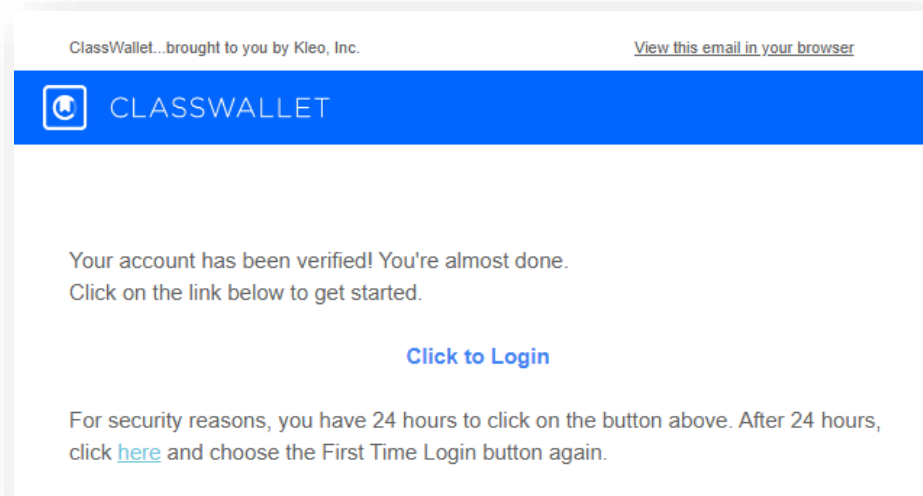 ClassWallet...brought to you by Kleo, Inc.
View this email in your browser
CLASSWALLET
Your account has been verified! You're almost done.
Click on the link below to get started.
Click to Login
For security reasons, you have 24 hours to click on the button above. After 24 hours,
click here and choose the First Time Login button again.